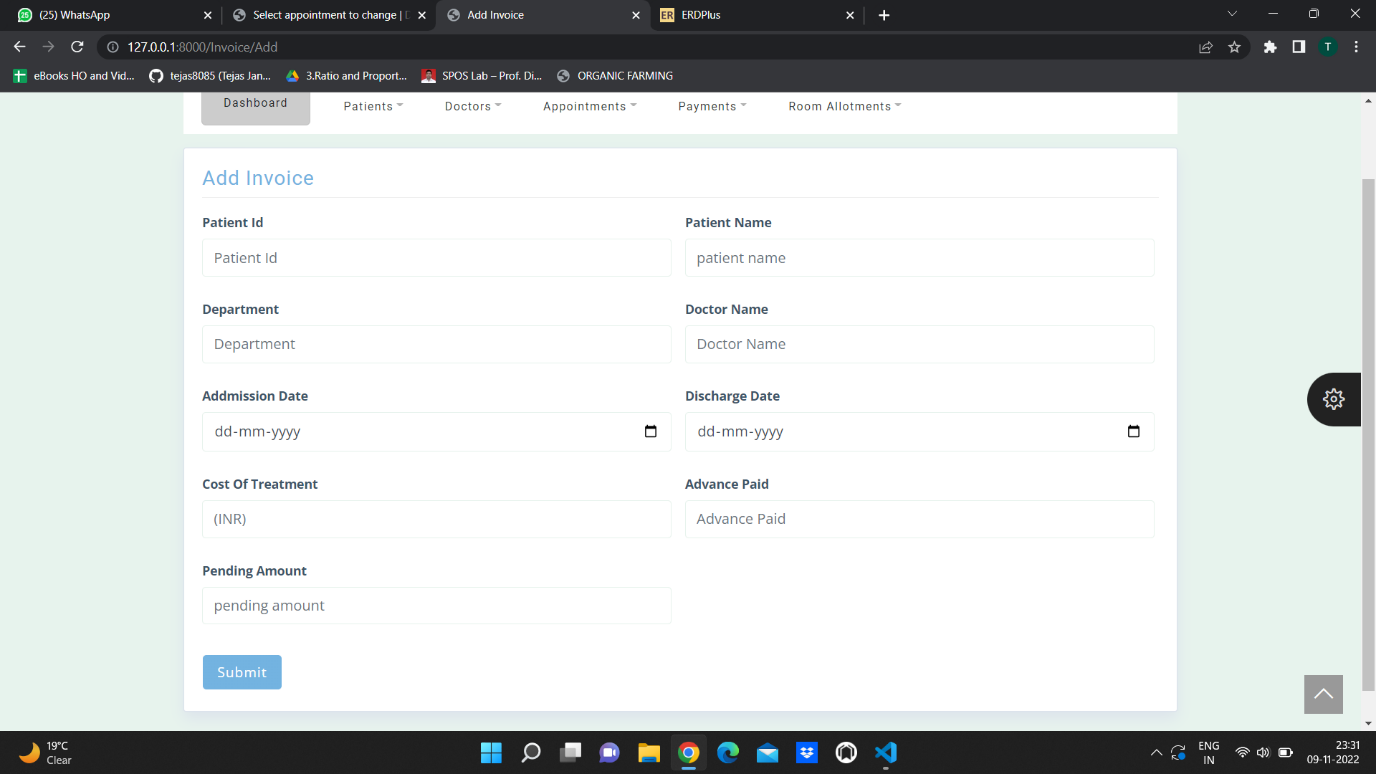 25 (25) WhatsApp
Select appointment to change | D
Add Invoice
ER ERDPlus
127.0.0.1:8000/Invoice/Add
T
eBooks HO and Vid...
tejas8085 (Tejas Jan...
3.Ratio and Proport...
SPOS Lab – Prof. Di...
ORGANIC FARMING
Dashboard
Patients
Doctors
Appointments
Payments
Room Allotments
Add Invoice
Patient Id
Patient Name
Patient Id
patient name
Department
Doctor Name
Department
Doctor Name
Addmission Date
Discharge Date
dd-mm-yyyy
dd-mm-yyyy
Cost Of Treatment
Advance Paid
(INR)
Advance Paid
Pending Amount
pending amount
Submit
19°C
Clear
ENG
IN
23:31
09-11-2022